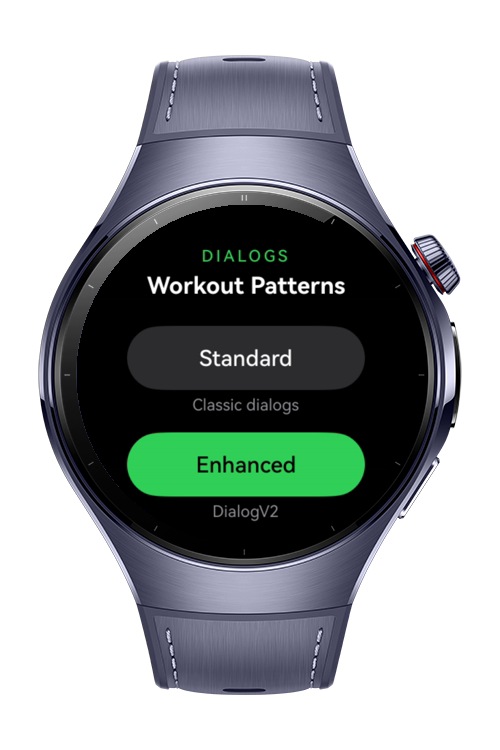 DIALOGS
Workout Patterns
Standard
Classic dialogs
Enhanced
DialogV2